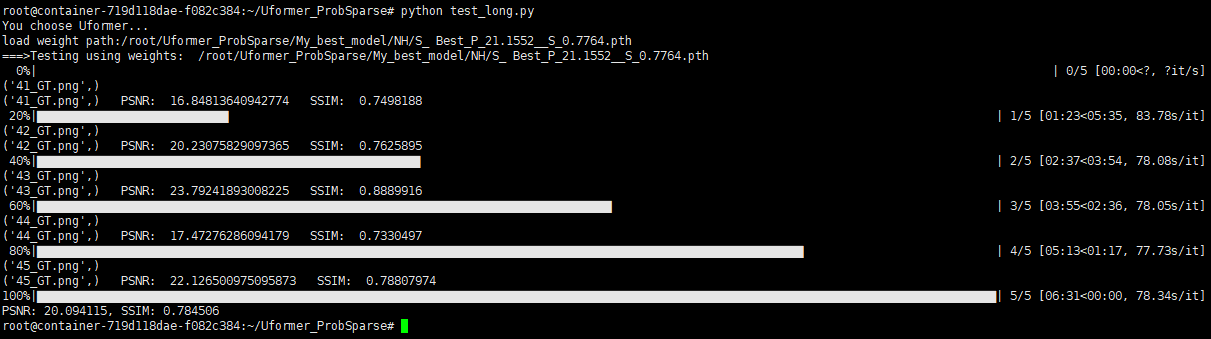 root@container-719d118dae-f082c384:~/Uformer_ProbSparse# python test_long.py
You choose Uformer...
load weight path:/root/Uformer_ProbSparse/My_best_model/NH/S_ Best_P_21.1552__S_0.7764.pth
===>Testing using weights:  /root/Uformer_ProbSparse/My_best_model/NH/S_ Best_P_21.1552__S_0.7764.pth
  0%| | 0/5 [00:00<?, ?it/s]
('41_GT.png',)
('41_GT.png',)   PSNR:  16.84813640942774   SSIM:  0.7498188
 20%| | 1/5 [01:23<05:35, 83.78s/it]
('42_GT.png',)
('42_GT.png',)   PSNR:  20.23075829097365   SSIM:  0.7625895
 40%| | 2/5 [02:37<03:54, 78.08s/it]
('43_GT.png',)
('43_GT.png',)   PSNR:  23.79241893008225   SSIM:  0.8889916
 60%| | 3/5 [03:55<02:36, 78.05s/it]
('44_GT.png',)
('44_GT.png',)   PSNR:  17.47276286094179   SSIM:  0.7330497
 80%| | 4/5 [05:13<01:17, 77.73s/it]
('45_GT.png',)
('45_GT.png',)   PSNR:  22.126500975095873   SSIM:  0.78807974
100%| | 5/5 [06:31<00:00, 78.34s/it]
PSNR: 20.094115, SSIM: 0.784506
root@container-719d118dae-f082c384:~/Uformer_ProbSparse#